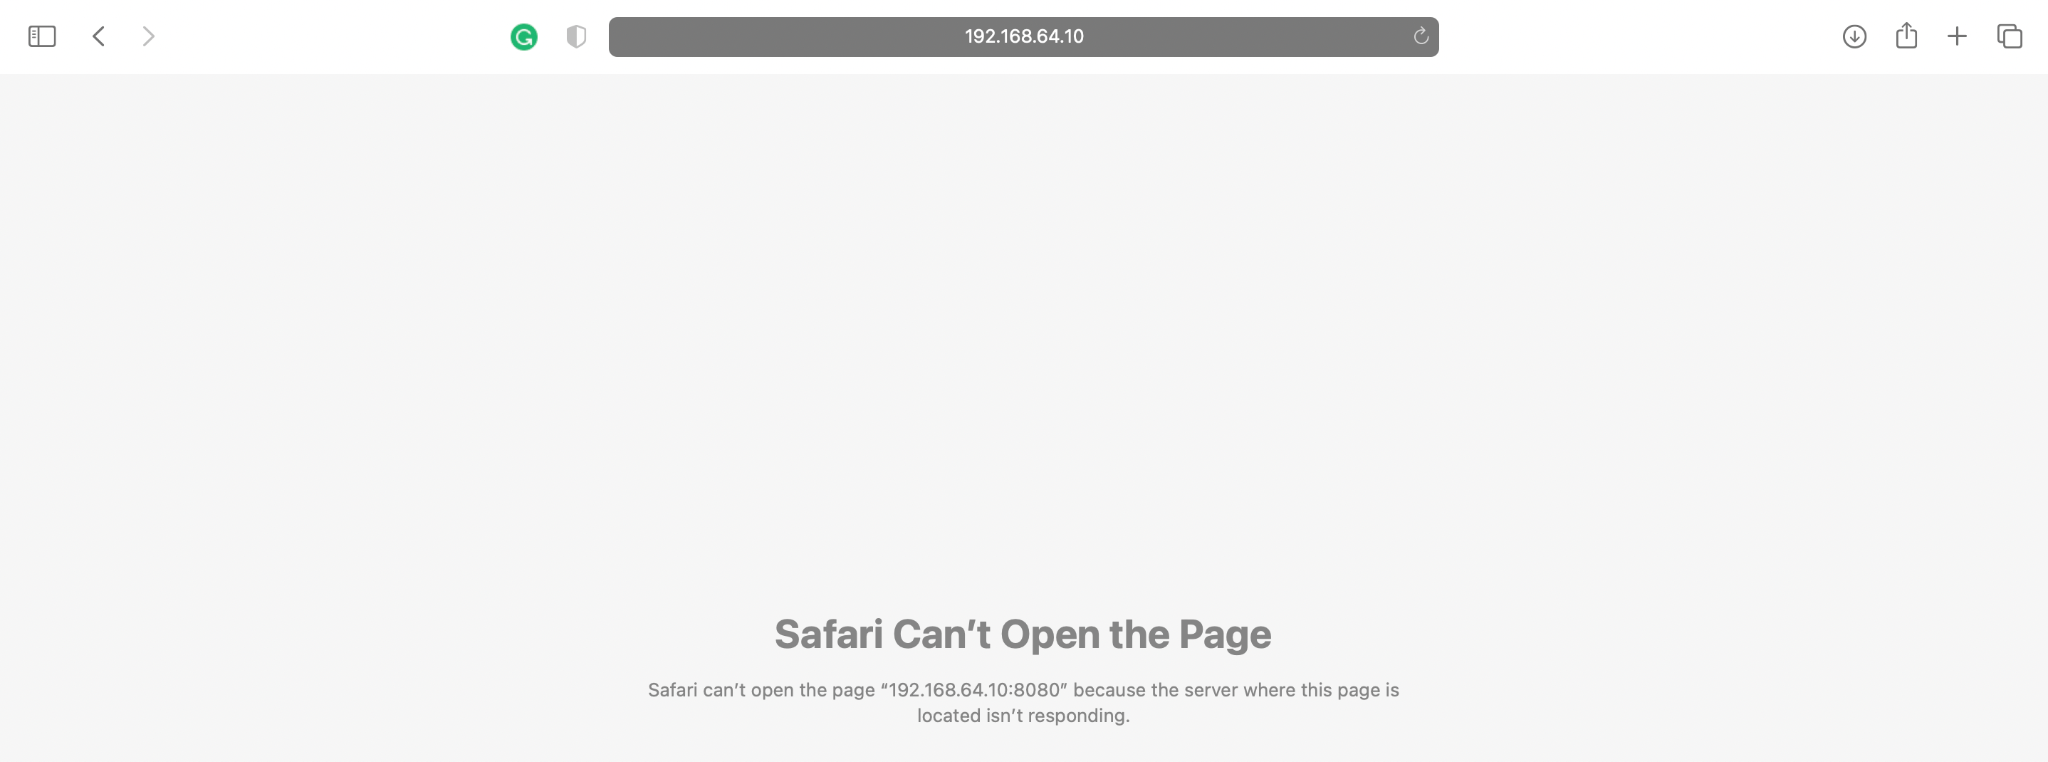 192.168.64.10
Safari Can’t Open the Page
Safari can’t open the page “192.168.64.10:8080” because the server where this page is
located isn’t responding.